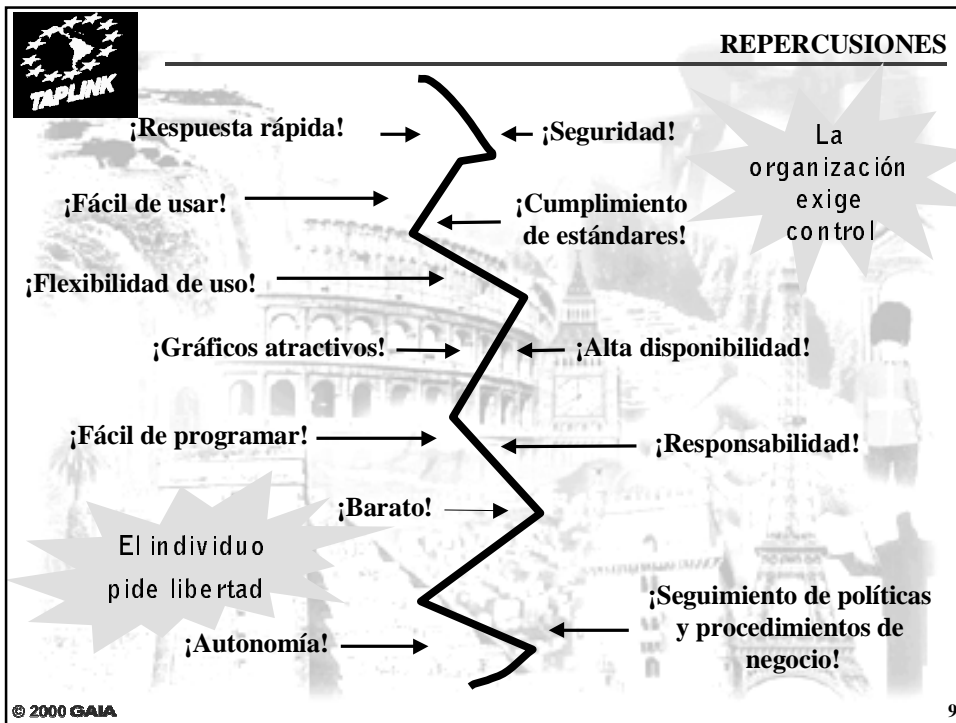 TAPLINK
REPERCUSIONES
¡Respuesta rápida!
¡Seguridad!
La
organización
exige
control
¡Fácil de usar!
¡Cumplimiento
de estándares!
¡Flexibilidad de uso!
¡Gráficos atractivos!
¡Alta disponibilidad!
¡Fácil de programar!
¡Responsabilidad!
¡Barato!
El individuo
pide libertad
¡Autonomía!
¡Seguimiento de políticas
y procedimientos de
negocio!
© 2000 GAIA
9